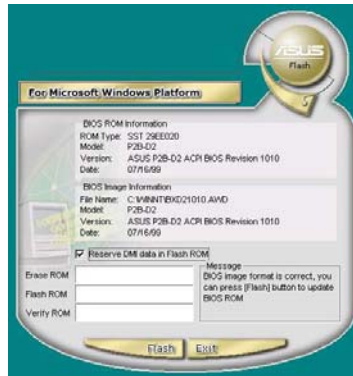 ASUS
Flash
For Microsoft Windows Platform
BIOS ROM Information
ROM Type: SST 29EE020
Model: P2B-D2
Version: ASUS P2B-D2 ACPI BIOS Revision 1010
Date: 07/16/99
BIOS Image Information
File Name: C:\WINNT\BXD21010.AWD
Model: P2B-D2
Version: ASUS P2B-D2 ACPI BIOS Revision 1010
Date: 07/16/99
Reserve DMI data in Flash ROM
Erase ROM
Flash ROM
Verify ROM
Message
BIOS image format is correct, you
can press [Flash] button to update
BIOS ROM
Flash Exit